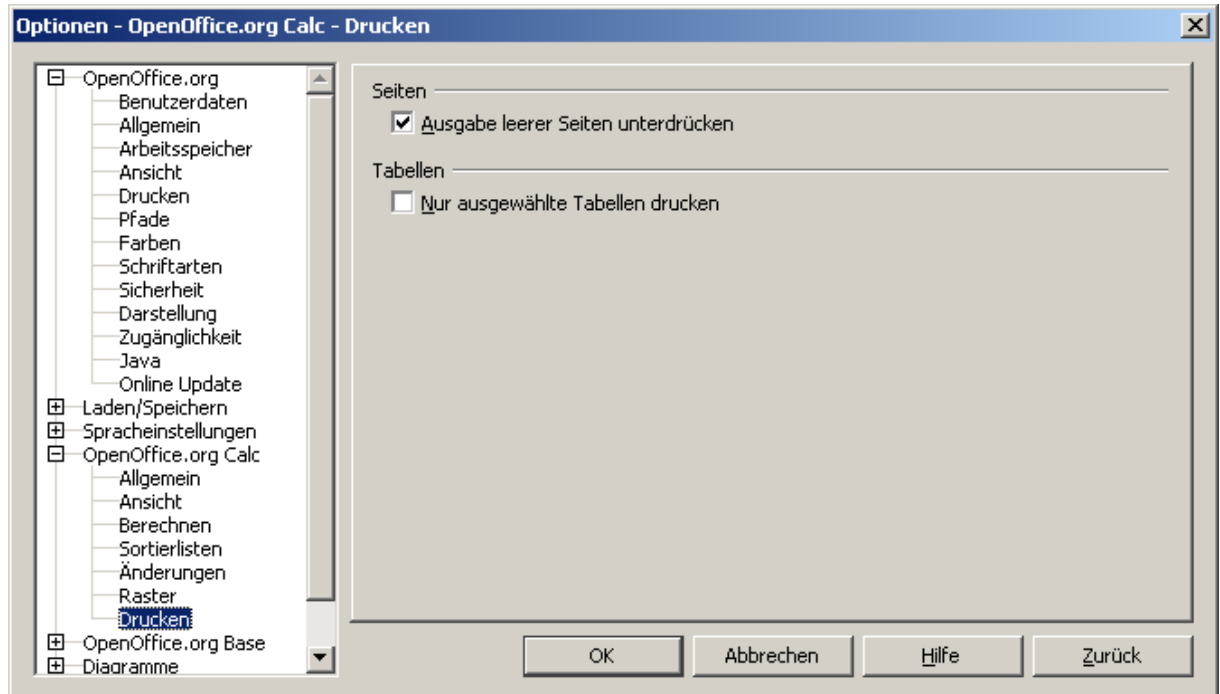 Optionen - OpenOffice.org Calc - Drucken
OpenOffice.org
Benutzerdaten
Allgemein
Arbeitsspeicher
Ansicht
Drucken
Pfade
Farben
Schriftarten
Sicherheit
Darstellung
Zugänglichkeit
Java
Online Update
Laden/Speichern
Spracheinstellungen
OpenOffice.org Calc
Allgemein
Ansicht
Berechnen
Sortierlisten
Änderungen
Raster
Drucken
OpenOffice.org Base
Diagramme
Seiten
Ausgabe leerer Seiten unterdrücken
Tabellen
Nur ausgewählte Tabellen drucken
OK Abbrechen Hilfe Zurück